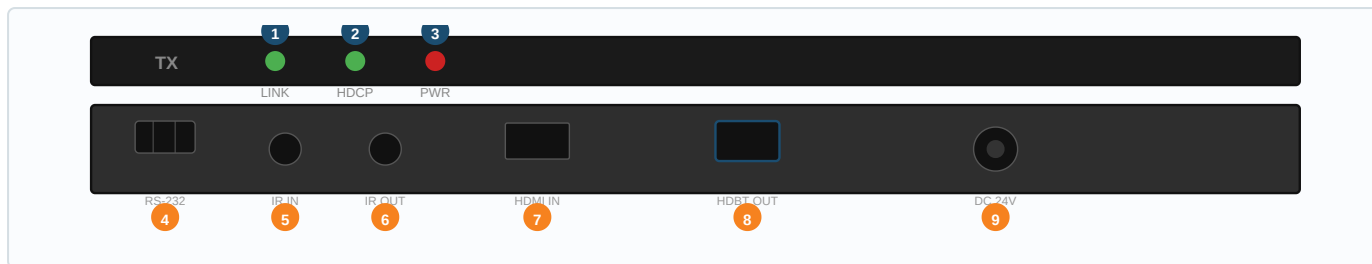 1 2 3
TX
LINK HDCP PWR
RS-232 IR IN IR OUT HDMI IN HDBT OUT DC 24V
4 5 6 7 8 9